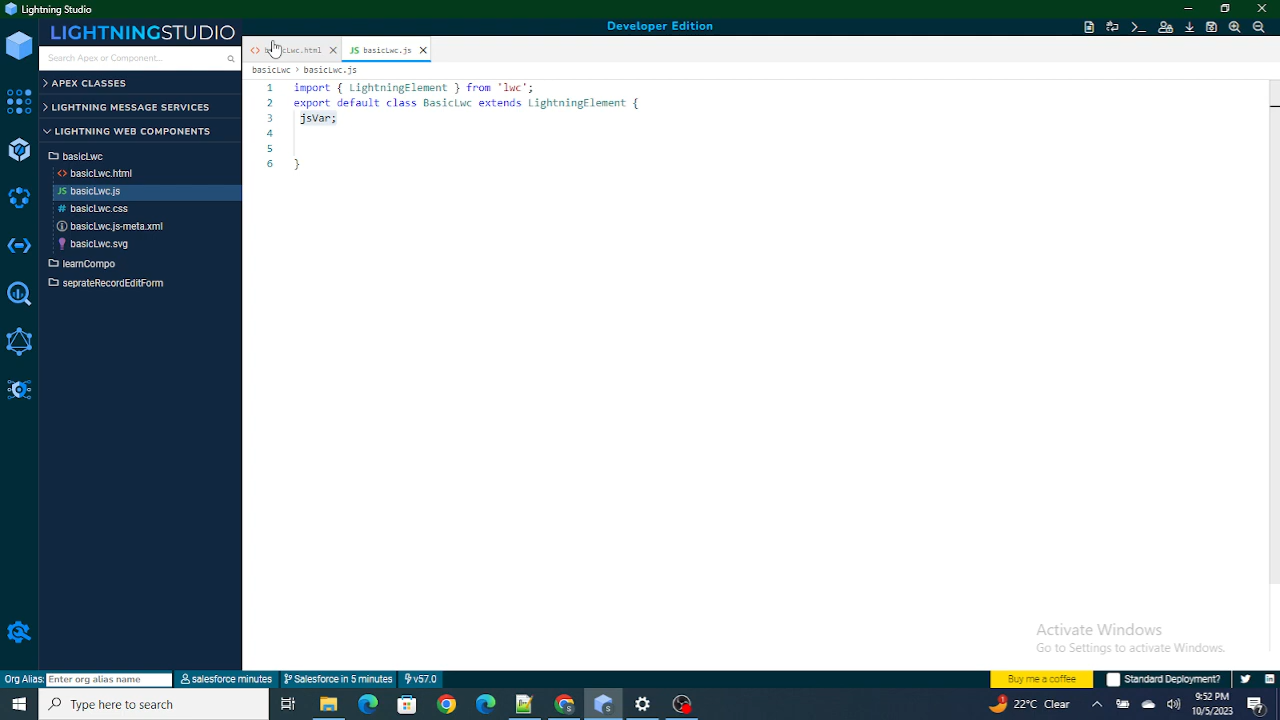 Lightning Studio
LIGHTNINGSTUDIO
Developer Edition
Search Apex or Component...
APEX CLASSES
LIGHTNING MESSAGE SERVICES
LIGHTNING WEB COMPONENTS
basicLwc
<> basicLwc.html
JS basicLwc.js
# basicLwc.css
basicLwc.js-meta.xml
basicLwc.svg
learnCompo
seprateRecordEditForm
<> Lwc.html
JS basicLwc.js
basicLwc > basicLwc.js
1 import { LightningElement } from 'lwc';
2 export default class BasicLwc extends LightningElement {
3 jsVar;
4
5
6 }
Activate Windows
Go to Settings to activate Windows.
Org Alias: Enter org alias name salesforce minutes Salesforce in 5 minutes v57.0 Buy me a coffee Standard Deployment?
Type here to search
1 22°C Clear
9:52 PM
10/5/2023
7